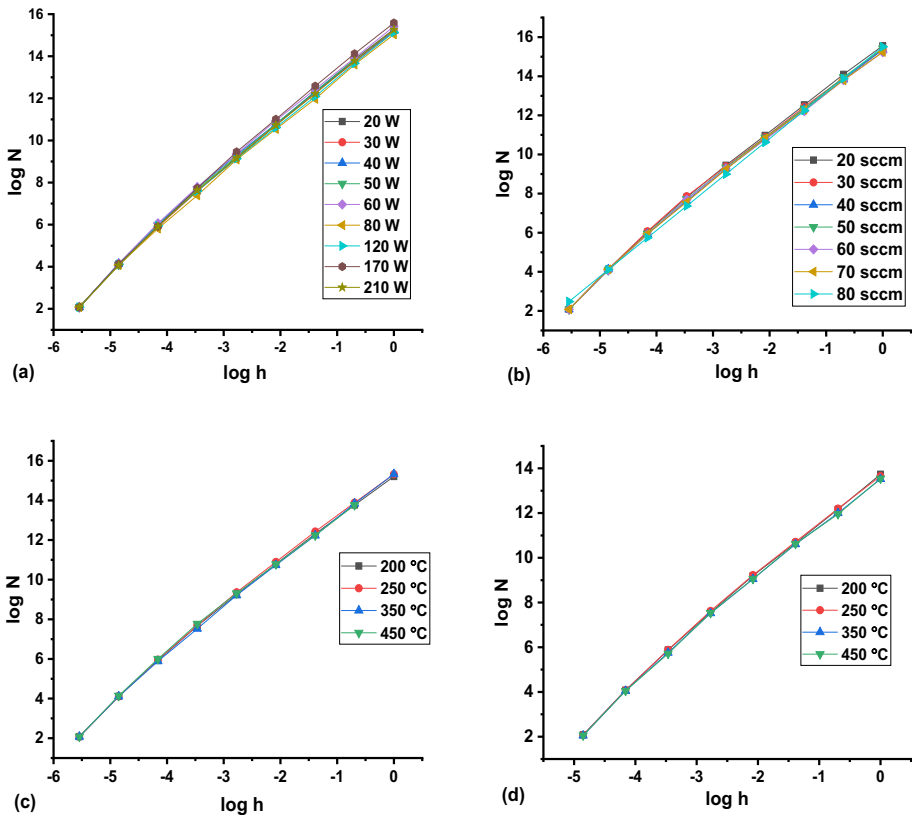 16
14
12
10
8
6
4
2
log N
-6
-5
-4
-3
-2
-1
0
log h
20 W
30 W
40 W
50 W
60 W
80 W
120 W
170 W
210 W
(a)
16
14
12
10
8
6
4
2
log N
-6
-5
-4
-3
-2
-1
0
log h
20 sccm
30 sccm
40 sccm
50 sccm
60 sccm
70 sccm
80 sccm
(b)
16
14
12
10
8
6
4
2
log N
-6
-5
-4
-3
-2
-1
0
log h
200 °C
250 °C
350 °C
450 °C
(c)
14
12
10
8
6
4
2
log N
-5
-4
-3
-2
-1
0
log h
200 °C
250 °C
350 °C
450 °C
(d)